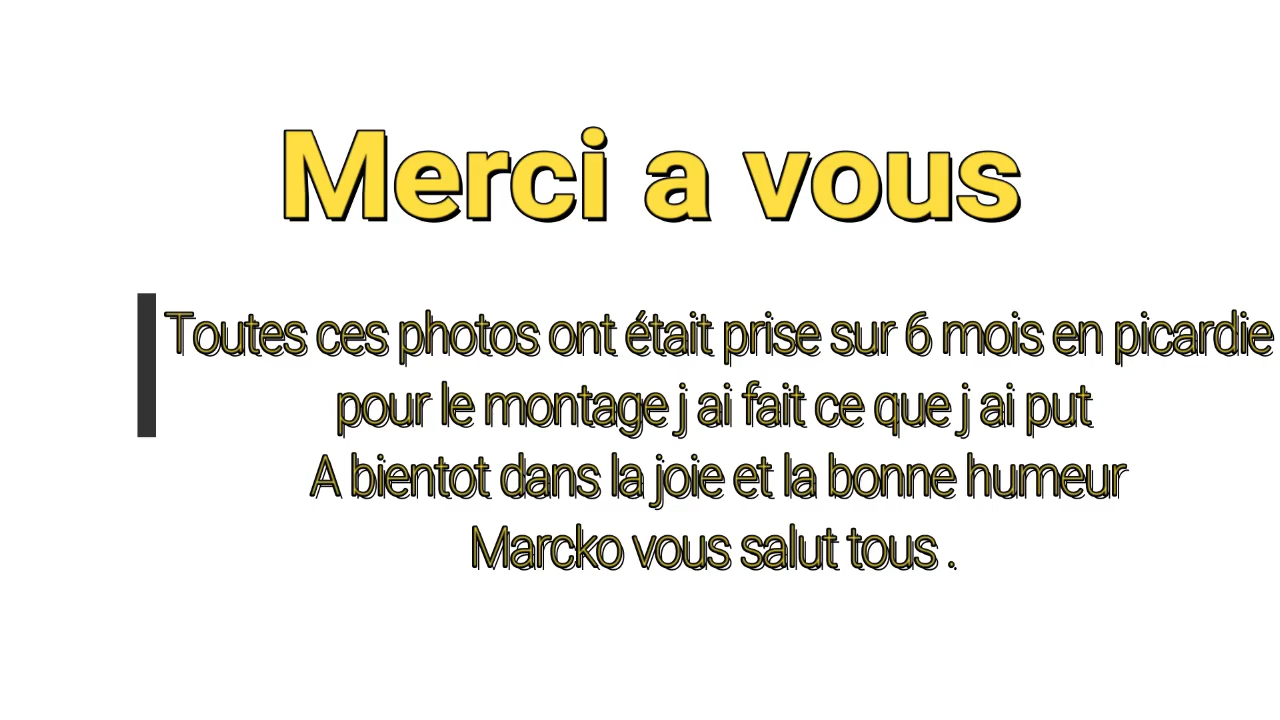 Merci a vous
Toutes ces photos ont était prise sur 6 mois en picardie
pour le montage j ai fait ce que j ai put
A bientot dans la joie et la bonne humeur
Marcko vous salut tous .